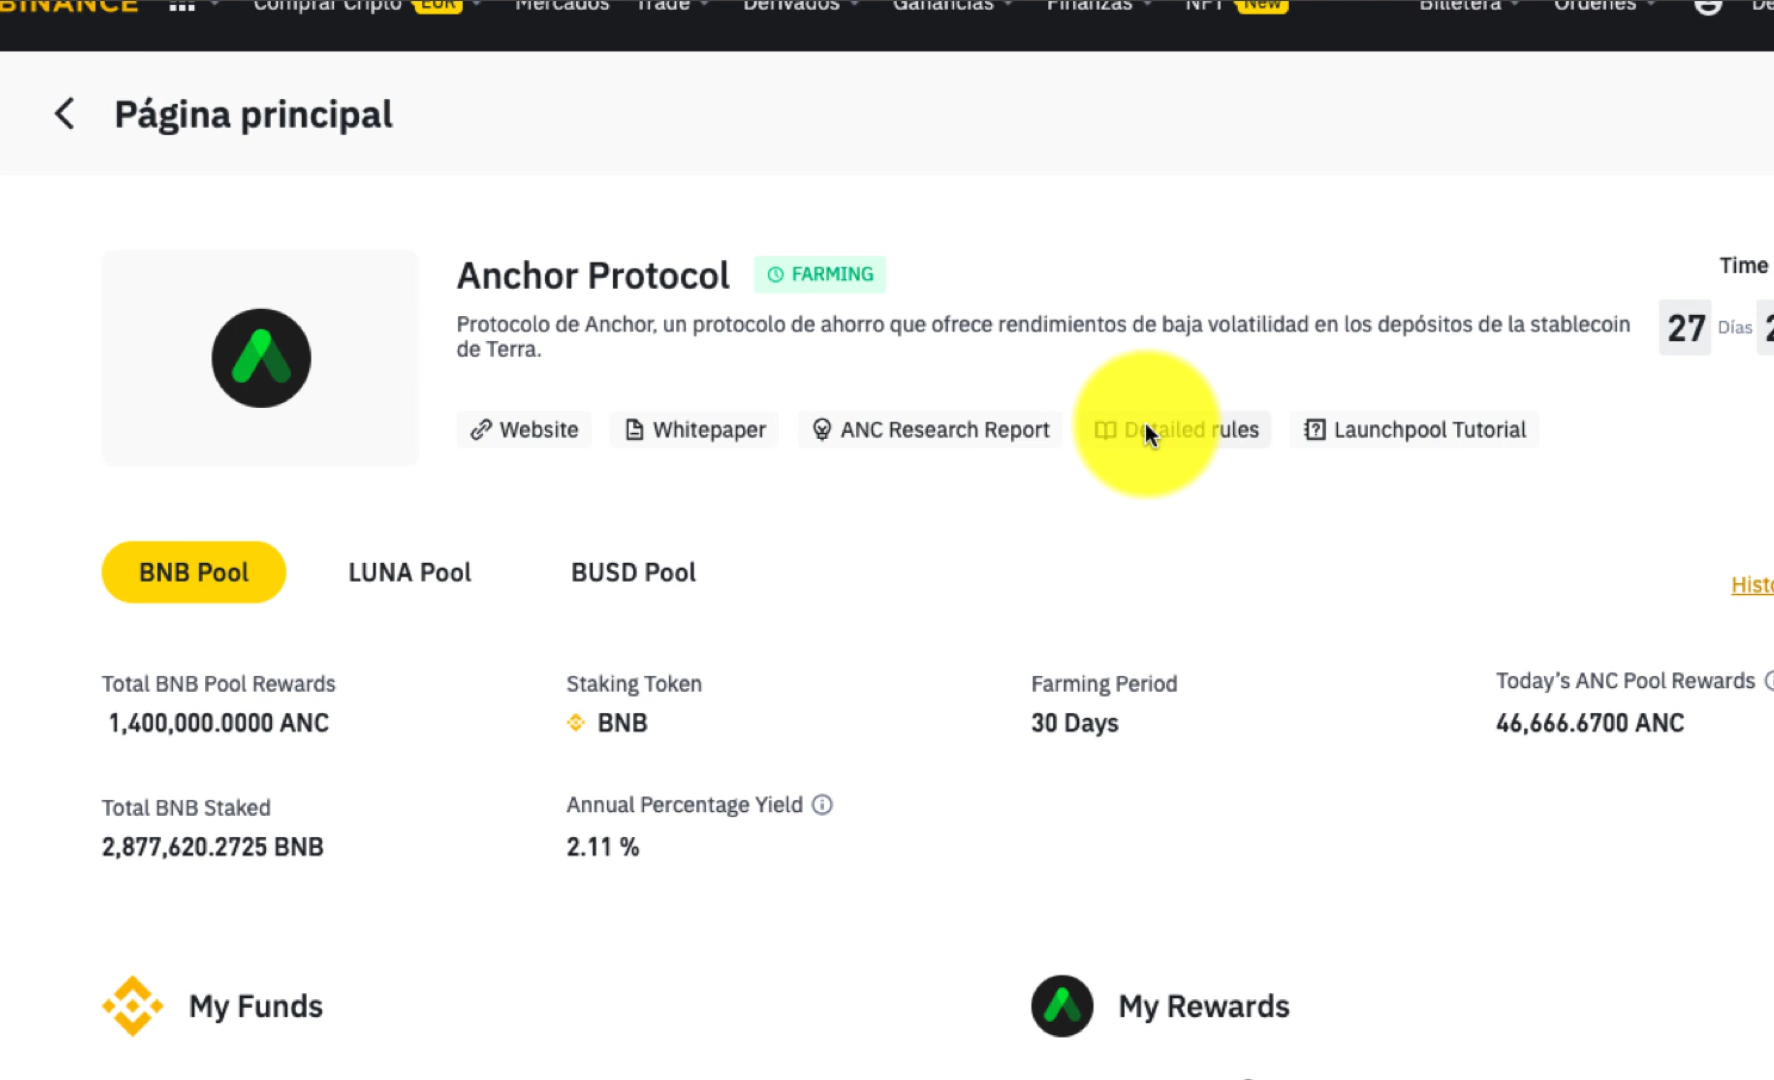 BINANCE Comprar Cripto EUR Mercados Trade Derivados Ganancias Finanzas NFT New Billetera Órdenes
Página principal
Anchor Protocol FARMING
Time
Protocolo de Anchor, un protocolo de ahorro que ofrece rendimientos de baja volatilidad en los depósitos de la stablecoin
de Terra.
27 Días 2
Website Whitepaper ANC Research Report Detailed rules Launchpool Tutorial
BNB Pool LUNA Pool BUSD Pool
Total BNB Pool Rewards Staking Token Farming Period Today's ANC Pool Rewards
1,400,000.0000 ANC BNB 30 Days 46,666.6700 ANC
Total BNB Staked Annual Percentage Yield
2,877,620.2725 BNB 2.11 %
My Funds My Rewards